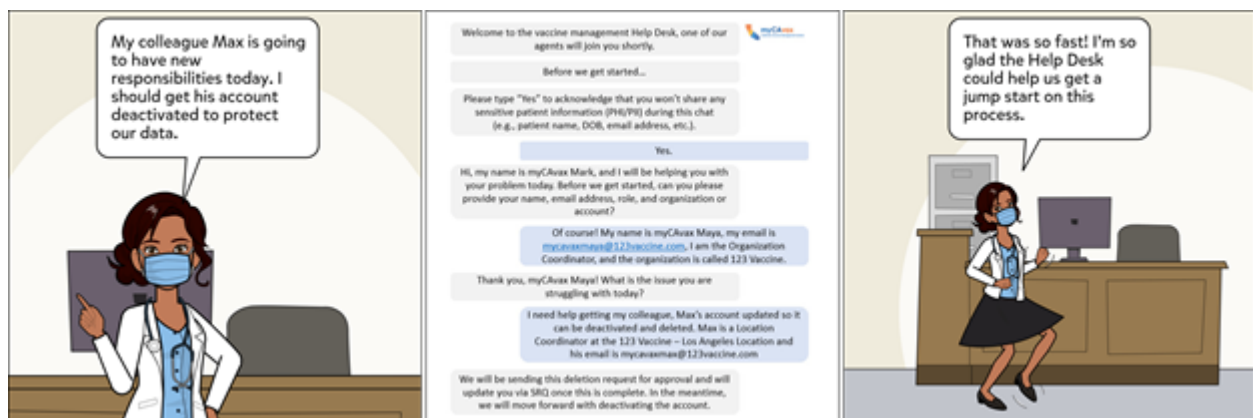 My colleague Max is going
to have new
responsibilities today. I
should get his account
deactivated to protect
our data.
Welcome to the vaccine management Help Desk, one of our
agents will join you shortly.
myCAvax
Before we get started...
Please type "Yes" to acknowledge that you won't share any
sensitive patient information (PHI/PII) during this chat
(e.g., patient name, DOB, email address, etc.).
Yes.
Hi, my name is myCAvax Mark, and I will be helping you with
your problem today. Before we get started, can you please
provide your name, email address, role, and organization or
account?
Of course! My name is myCAvax Maya, my email is
mycavaxmaya@123vaccine.com, I am the Organization
Coordinator, and the organization is called 123 Vaccine.
Thank you, myCAvax Maya! What is the issue you are
struggling with today?
I need help getting my colleague, Max's account updated so it
can be deactivated and deleted. Max is a Location
Coordinator at the 123 Vaccine – Los Angeles Location and
his email is mycavaxmax@123vaccine.com
We will be sending this deletion request for approval and will
update you via SRQ once this is complete. In the meantime,
we will move forward with deactivating the account.
That was so fast! I'm so
glad the Help Desk
could help us get a
jump start on this
process.